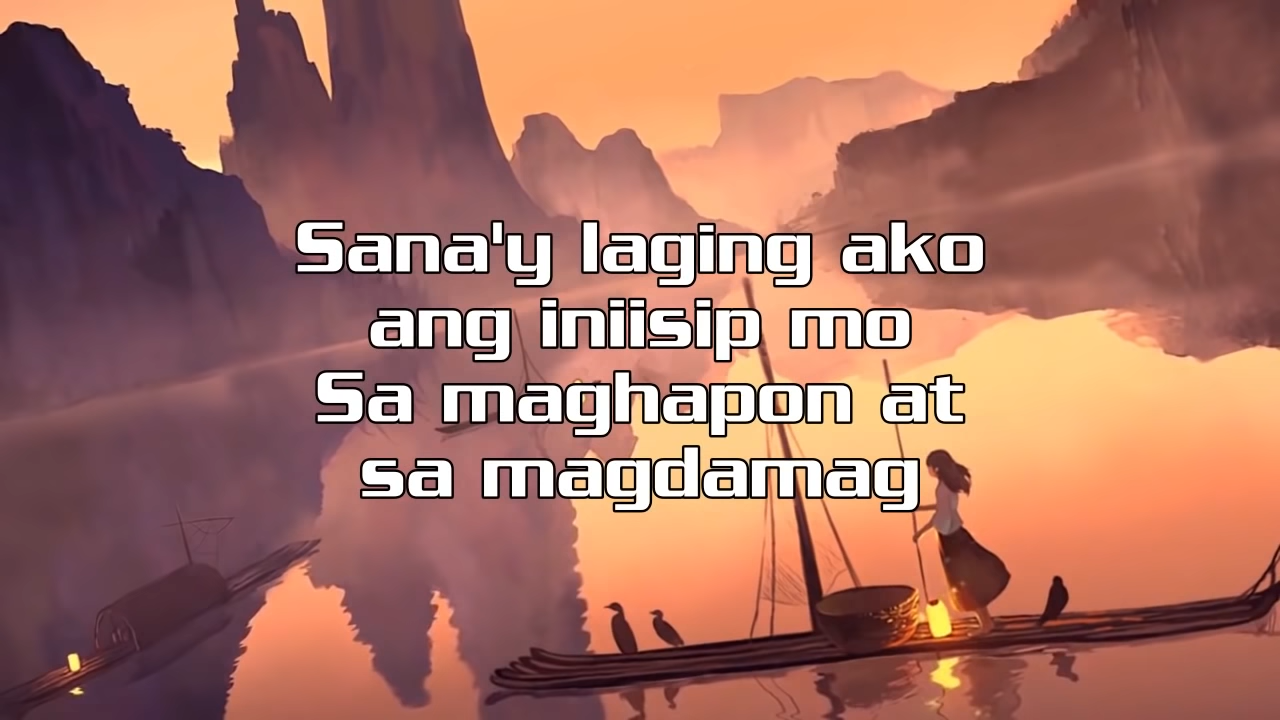 Sana'y laging ako
ang iniisip mo
Sa maghapon at
sa magdamag